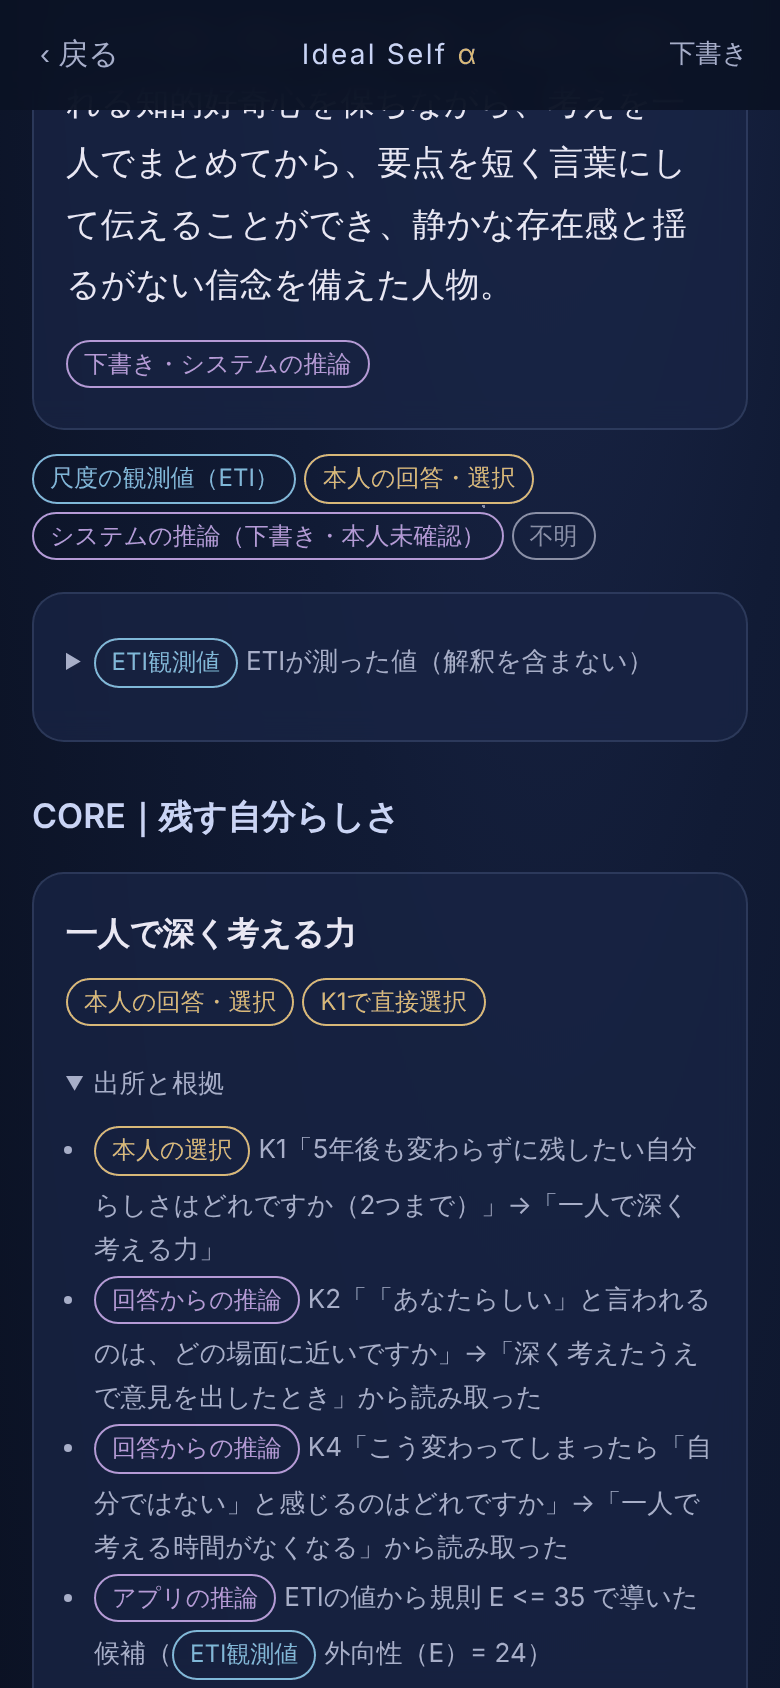 ‹ 戻る
Ideal Self α
下書き
れる知的好奇心を保ちながら、考えを一
人でまとめてから、要点を短く言葉にし
て伝えることができ、静かな存在感と揺
るがない信念を備えた人物。
下書き・システムの推論
尺度の観測値（ETI） 本人の回答・選択
システムの推論（下書き・本人未確認） 不明
▶ ETI観測値 ETIが測った値（解釈を含まない）
CORE｜残す自分らしさ
一人で深く考える力
本人の回答・選択 K1で直接選択
▼ 出所と根拠
• 本人の選択 K1「5年後も変わらずに残したい自分
らしさはどれですか（2つまで）」→「一人で深く
考える力」
• 回答からの推論 K2「「あなたらしい」と言われる
のは、どの場面に近いですか」→「深く考えたうえ
で意見を出したとき」から読み取った
• 回答からの推論 K4「こう変わってしまったら「自
分ではない」と感じるのはどれですか」→「一人で
考える時間がなくなる」から読み取った
• アプリの推論 ETIの値から規則 E <= 35 で導いた
候補（ETI観測値 外向性（E）= 24）